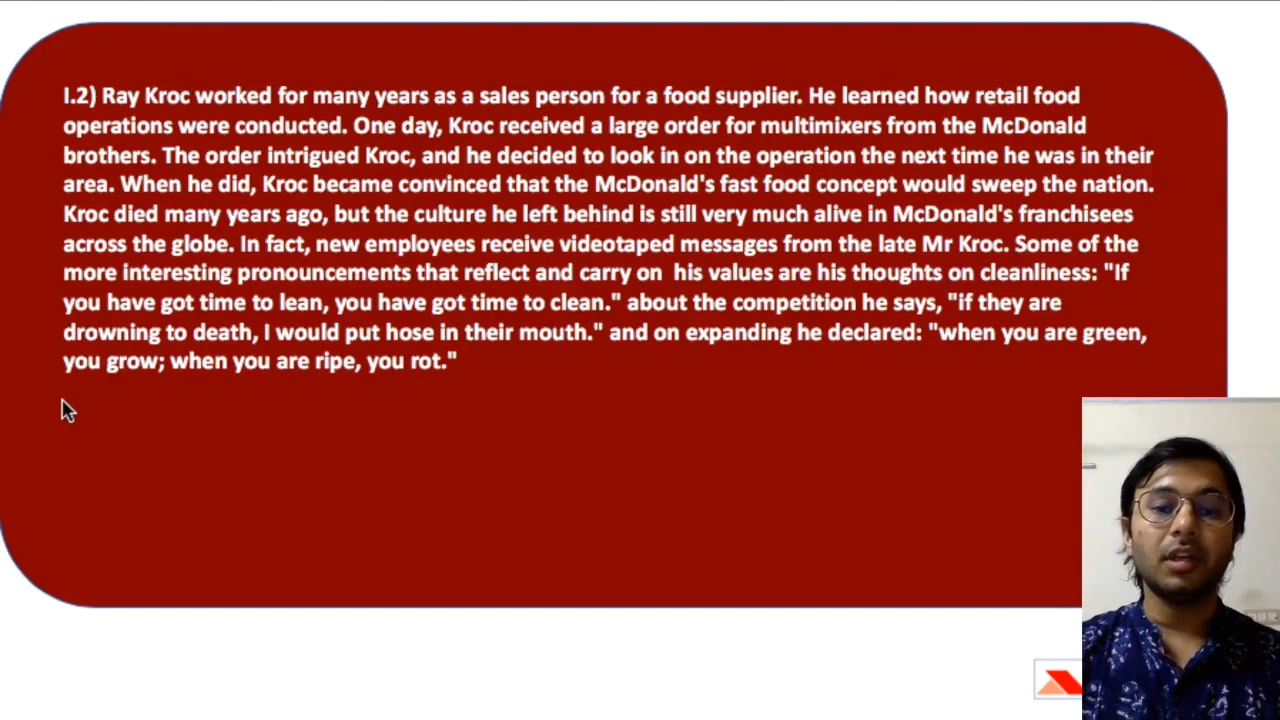 I.2) Ray Kroc worked for many years as a sales person for a food supplier. He learned how retail food
operations were conducted. One day, Kroc received a large order for multimixers from the McDonald
brothers. The order intrigued Kroc, and he decided to look in on the operation the next time he was in their
area. When he did, Kroc became convinced that the McDonald's fast food concept would sweep the nation.
Kroc died many years ago, but the culture he left behind is still very much alive in McDonald's franchisees
across the globe. In fact, new employees receive videotaped messages from the late Mr Kroc. Some of the
more interesting pronouncements that reflect and carry on  his values are his thoughts on cleanliness: "If
you have got time to lean, you have got time to clean." about the competition he says, "if they are
drowning to death, I would put hose in their mouth." and on expanding he declared: "when you are green,
you grow; when you are ripe, you rot."